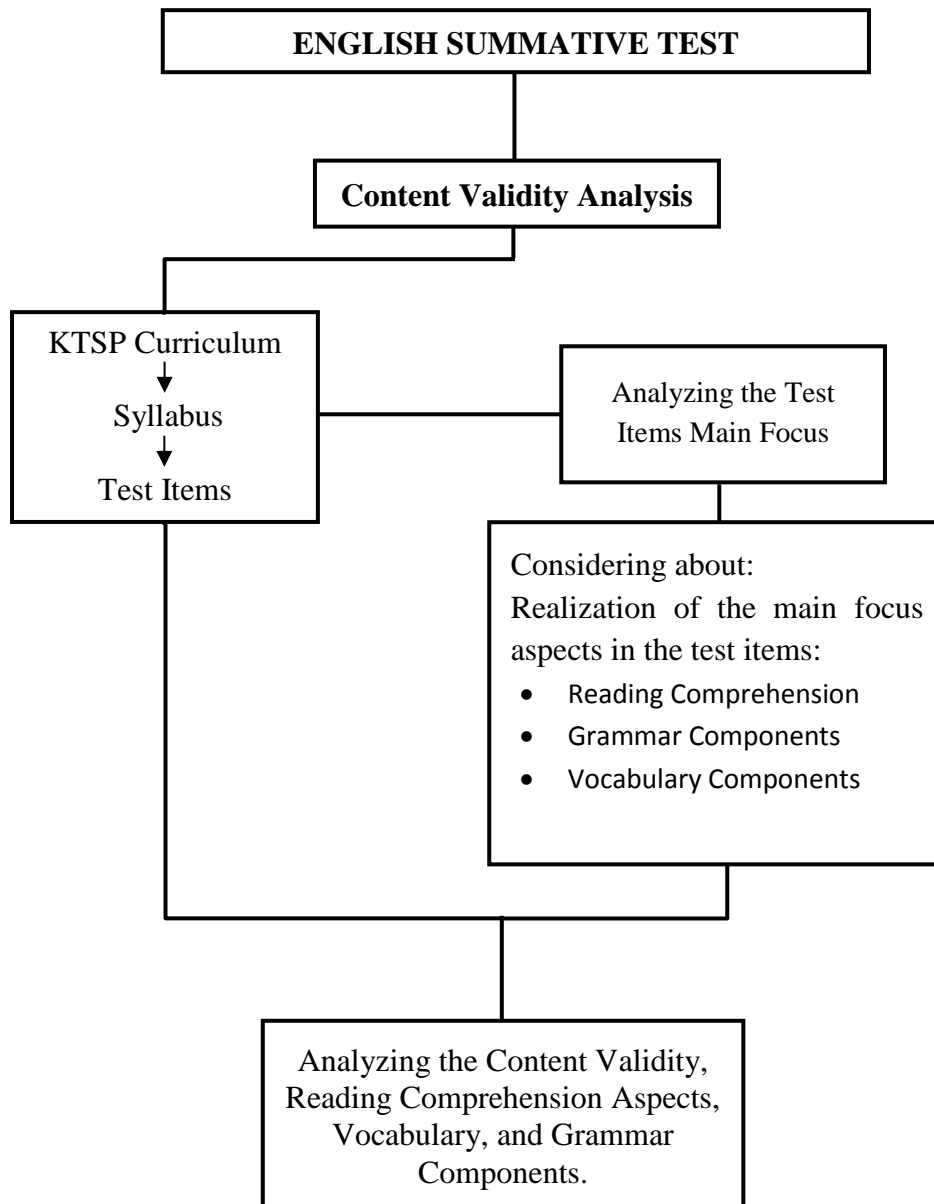 ENGLISH SUMMATIVE TEST
Content Validity Analysis
KTSP Curriculum
Syllabus
Test Items
Analyzing the Test
Items Main Focus
Considering about:
Realization of the main focus
aspects in the test items:
• Reading Comprehension
• Grammar Components
• Vocabulary Components
Analyzing the Content Validity,
Reading Comprehension Aspects,
Vocabulary, and Grammar
Components.